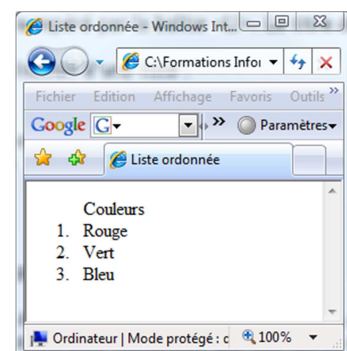 Liste ordonnée - Windows Int...
C:\Formations Infor
Fichier Edition Affichage Favoris Outils »
Google G » Paramètres
Liste ordonnée
Couleurs
1. Rouge
2. Vert
3. Bleu
Ordinateur | Mode protégé : d 100%